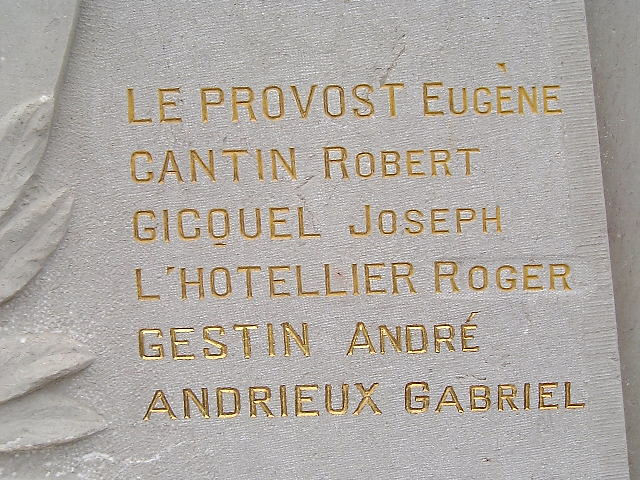 LE PROVOST EUGÈNE
CANTIN ROBERT
GICQUEL JOSEPH
L'HOTELLIER ROGER
GESTIN ANDRÉ
ANDRIEUX GABRIEL